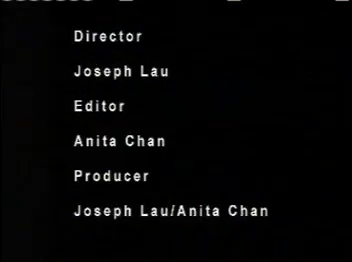 Director
Joseph Lau
Editor
Anita Chan
Producer
Joseph Lau/Anita Chan